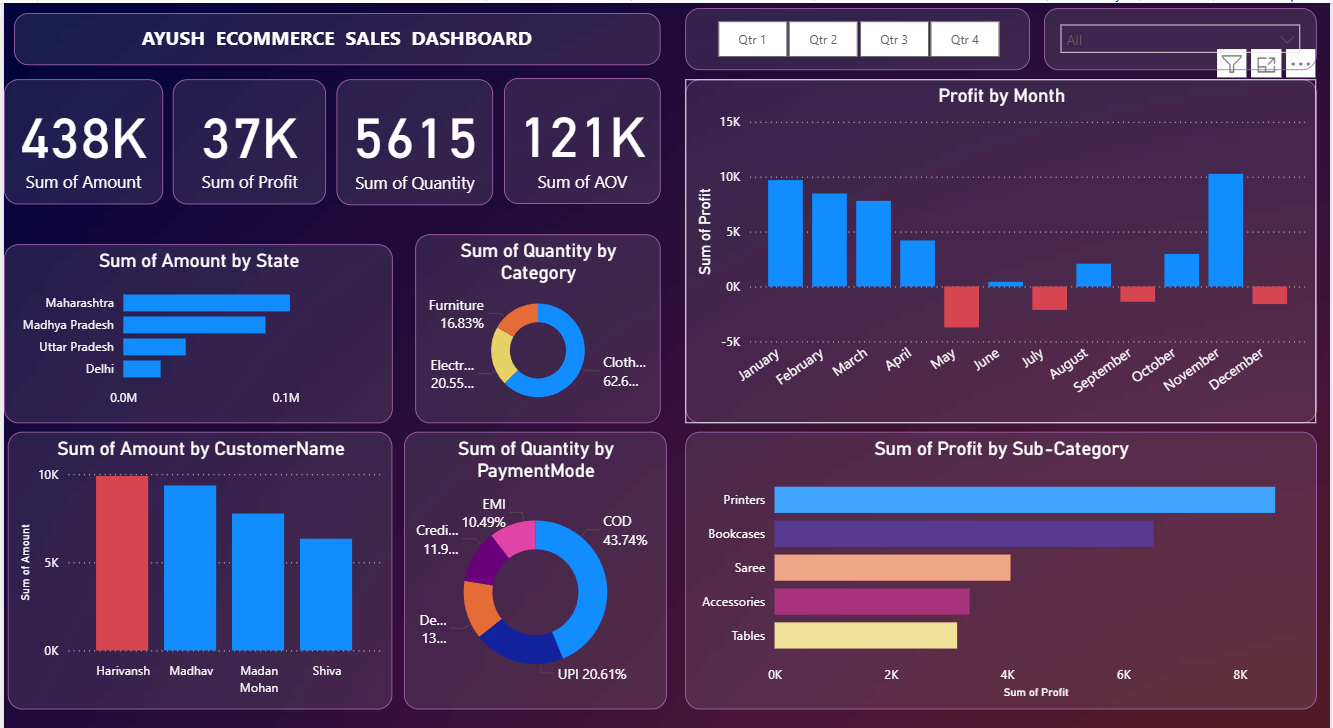 AYUSH ECOMMERCE SALES DASHBOARD
Qtr 1
Qtr 2
Qtr 3
Qtr 4
All
438K
Sum of Amount
37K
Sum of Profit
5615
Sum of Quantity
121K
Sum of AOV
Profit by Month
Sum of Profit
15K
10K
5K
0K
-5K
January
February
March
April
May
June
July
August
September
October
November
December
Sum of Amount by State
Maharashtra
Madhya Pradesh
Uttar Pradesh
Delhi
0.0M
0.1M
Sum of Quantity by
Category
Furniture
16.83%
Electr...
20.55...
Cloth...
62.6...
Sum of Amount by CustomerName
Sum of Amount
10K
5K
0K
Harivansh
Madhav
Madan
Mohan
Shiva
Sum of Quantity by
PaymentMode
EMI
10.49%
Credi...
11.9...
De...
13...
COD
43.74%
UPI 20.61%
Sum of Profit by Sub-Category
Printers
Bookcases
Saree
Accessories
Tables
0K
2K
4K
6K
8K
Sum of Profit